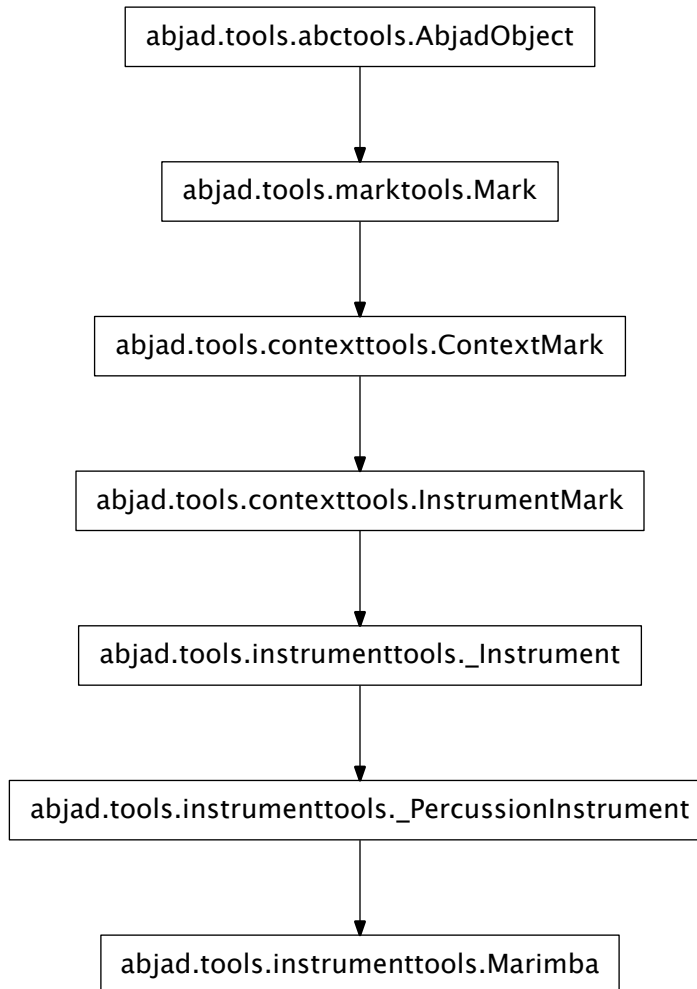 abjad.tools.abctools.AbjadObject
abjad.tools.marktools.Mark
abjad.tools.contexttools.ContextMark
abjad.tools.contexttools.InstrumentMark
abjad.tools.instrumenttools._Instrument
abjad.tools.instrumenttools._PercussionInstrument
abjad.tools.instrumenttools.Marimba